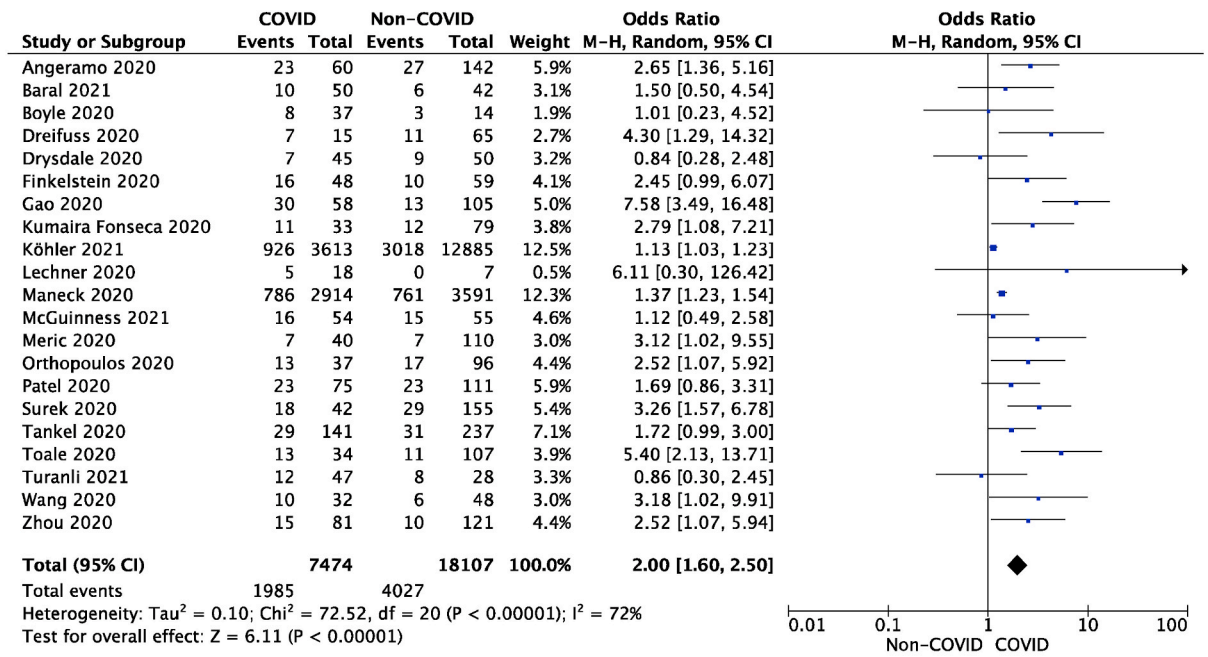 COVID Non-COVID Odds Ratio Odds Ratio
Study or Subgroup Events Total Events Total Weight M-H, Random, 95% CI M-H, Random, 95% CI
Angeramo 2020 23 60 27 142 5.9% 2.65 [1.36, 5.16]
Baral 2021 10 50 6 42 3.1% 1.50 [0.50, 4.54]
Boyle 2020 8 37 3 14 1.9% 1.01 [0.23, 4.52]
Dreifuss 2020 7 15 11 65 2.7% 4.30 [1.29, 14.32]
Drysdale 2020 7 45 9 50 3.2% 0.84 [0.28, 2.48]
Finkelstein 2020 16 48 10 59 4.1% 2.45 [0.99, 6.07]
Gao 2020 30 58 13 105 5.0% 7.58 [3.49, 16.48]
Kumaira Fonseca 2020 11 33 12 79 3.8% 2.79 [1.08, 7.21]
Köhler 2021 926 3613 3018 12885 12.5% 1.13 [1.03, 1.23]
Lechner 2020 5 18 0 7 0.5% 6.11 [0.30, 126.42]
Maneck 2020 786 2914 761 3591 12.3% 1.37 [1.23, 1.54]
McGuinness 2021 16 54 15 55 4.6% 1.12 [0.49, 2.58]
Meric 2020 7 40 7 110 3.0% 3.12 [1.02, 9.55]
Orthopoulos 2020 13 37 17 96 4.4% 2.52 [1.07, 5.92]
Patel 2020 23 75 23 111 5.9% 1.69 [0.86, 3.31]
Surek 2020 18 42 29 155 5.4% 3.26 [1.57, 6.78]
Tankel 2020 29 141 31 237 7.1% 1.72 [0.99, 3.00]
Toale 2020 13 34 11 107 3.9% 5.40 [2.13, 13.71]
Turanli 2021 12 47 8 28 3.3% 0.86 [0.30, 2.45]
Wang 2020 10 32 6 48 3.0% 3.18 [1.02, 9.91]
Zhou 2020 15 81 10 121 4.4% 2.52 [1.07, 5.94]
Total (95% CI) 7474 18107 100.0% 2.00 [1.60, 2.50]
Total events 1985 4027
Heterogeneity: Tau² = 0.10; Chi² = 72.52, df = 20 (P < 0.00001); I² = 72%
Test for overall effect: Z = 6.11 (P < 0.00001)
0.01 0.1 1 10 100
Non-COVID COVID